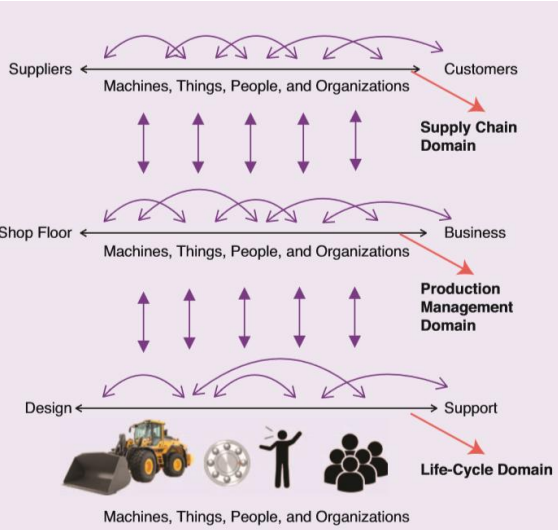 Suppliers
Customers
Machines, Things, People, and Organizations
Supply Chain
Domain
Shop Floor
Business
Machines, Things, People, and Organizations
Production
Management
Domain
Design
Support
Life-Cycle Domain
Machines, Things, People, and Organizations